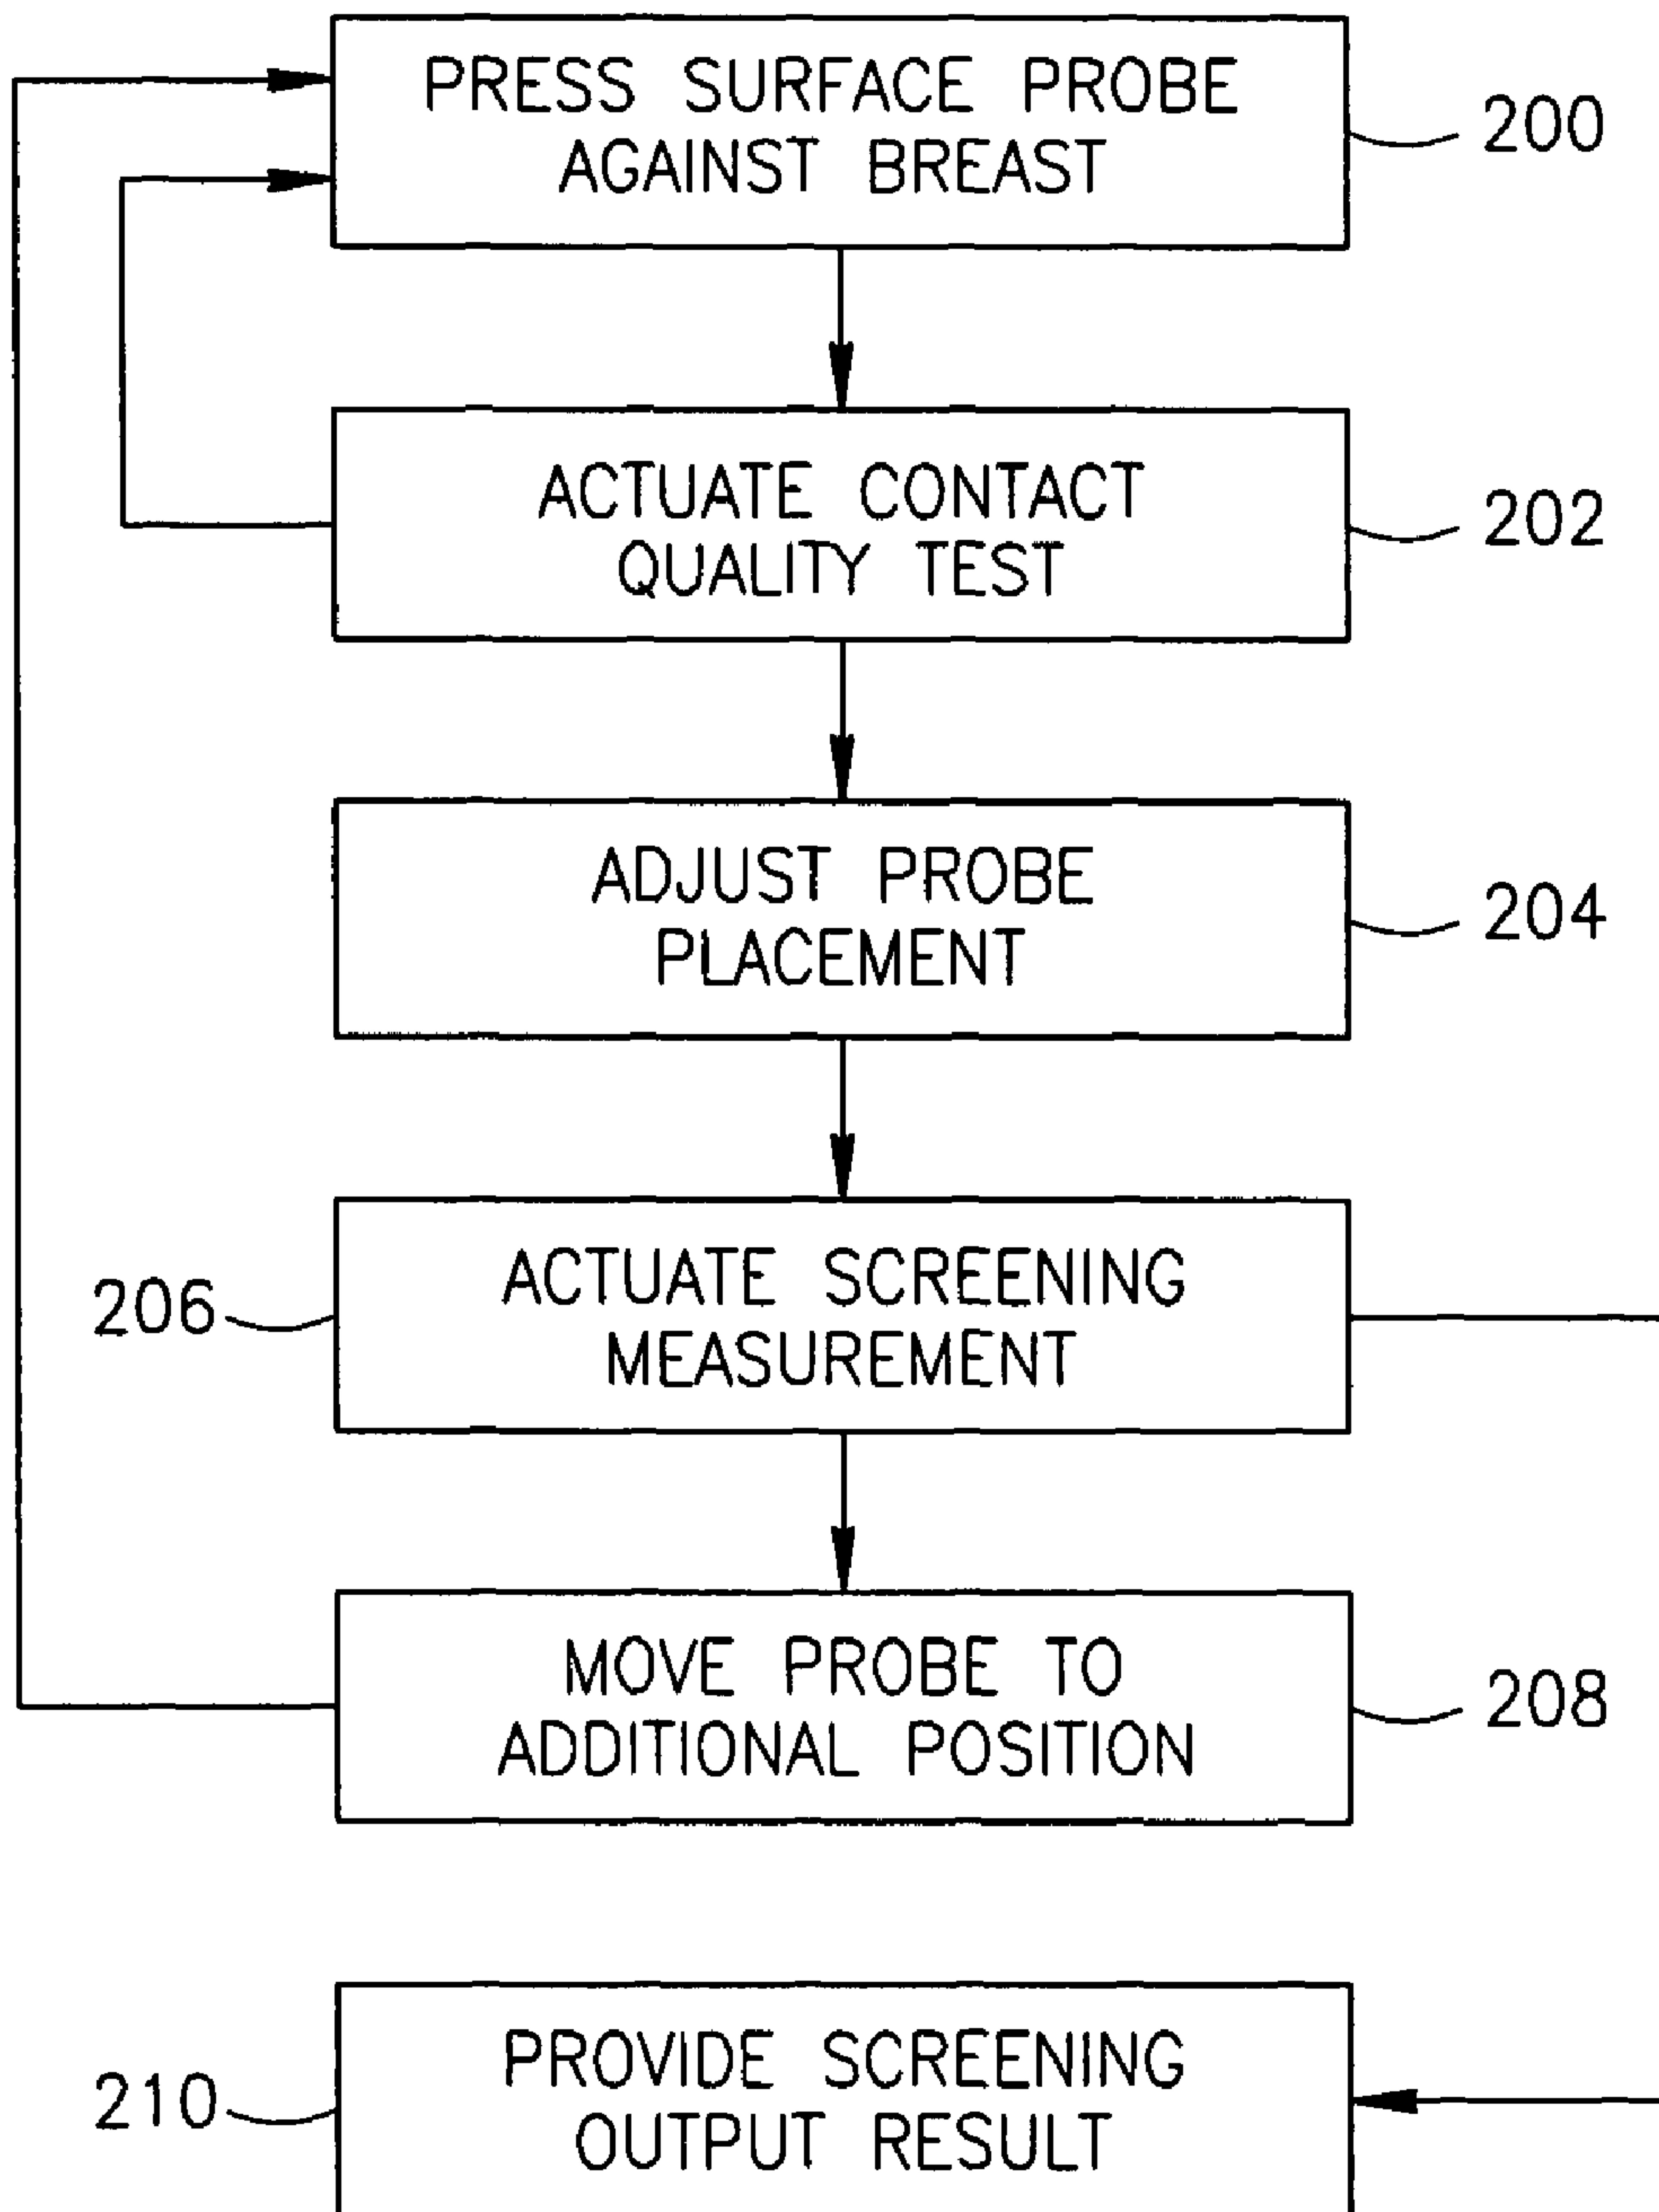 PRESS SURFACE PROBE
AGAINST BREAST
200
ACTUATE CONTACT
QUALITY TEST
202
ADJUST PROBE
PLACEMENT
204
206
ACTUATE SCREENING
MEASUREMENT
MOVE PROBE TO
ADDITIONAL POSITION
208
210
PROVIDE SCREENING
OUTPUT RESULT